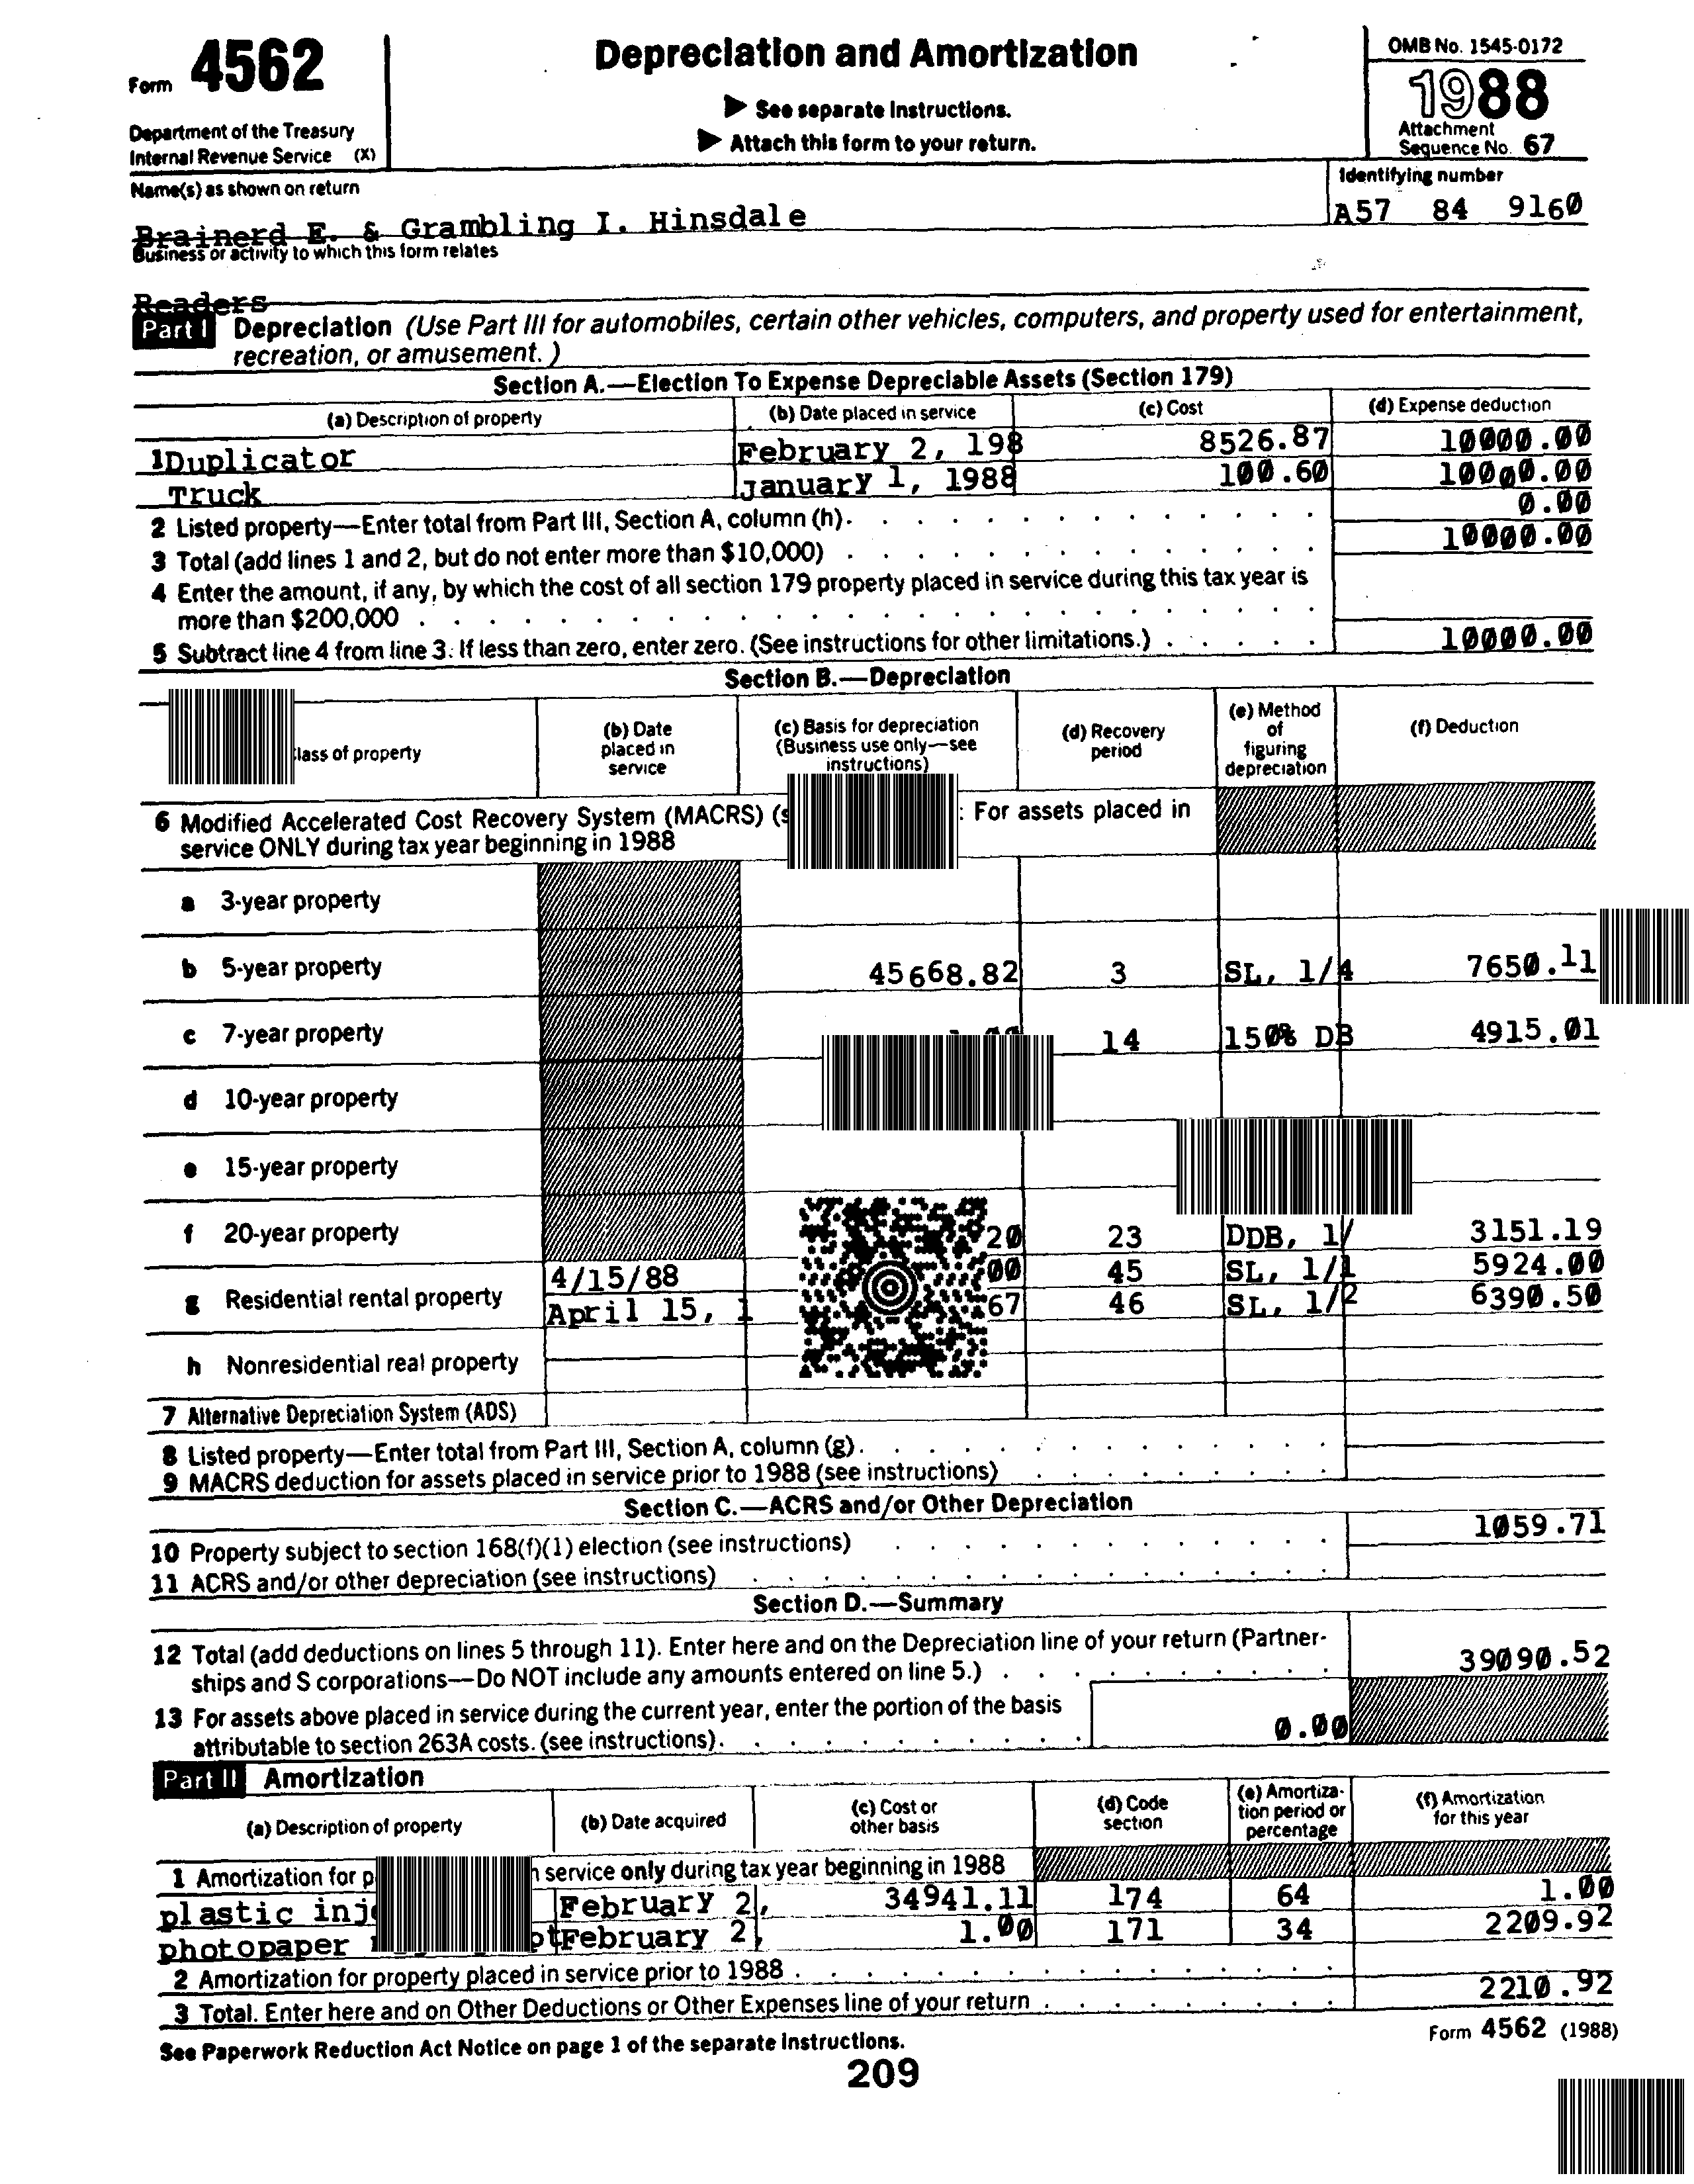 Form 4562
Department of the Treasury
Internal Revenue Service (X)
Depreciation and Amortization
▶ See separate Instructions.
▶ Attach this form to your return.
OMB No. 1545-0172
1988
Attachment
Sequence No. 67
Name(s) as shown on return
Identifying number
Brainerd E. & Grambling I. Hinsdale
A57 84 9160
Business or activity to which this form relates
Readers
Part I Depreciation (Use Part III for automobiles, certain other vehicles, computers, and property used for entertainment,
recreation, or amusement.)
Section A.—Election To Expense Depreciable Assets (Section 179)
(a) Description of property (b) Date placed in service (c) Cost (d) Expense deduction
1 Duplicator February 2, 198 8526.87 10000.00
Truck January 1, 1988 100.60 10000.00
2 Listed property—Enter total from Part III, Section A, column (h). 0.00
3 Total (add lines 1 and 2, but do not enter more than $10,000) 10000.00
4 Enter the amount, if any, by which the cost of all section 179 property placed in service during this tax year is
more than $200,000
5 Subtract line 4 from line 3. If less than zero, enter zero. (See instructions for other limitations.) 10000.00
Section B.—Depreciation
lass of property
(b) Date
placed in
service
(c) Basis for depreciation
(Business use only—see
instructions)
(d) Recovery
period
(e) Method
of
figuring
depreciation
(f) Deduction
6 Modified Accelerated Cost Recovery System (MACRS) (s : For assets placed in
service ONLY during tax year beginning in 1988
a 3-year property
b 5-year property 45668.82 3 SL, 1/4 7650.11
c 7-year property 14 150% DB 4915.01
d 10-year property
e 15-year property
f 20-year property 20 23 DDB, 1/ 3151.19
4/15/88 00 45 SL, 1/1 5924.00
g Residential rental property April 15, 1 67 46 SL, 1/2 6390.50
h Nonresidential real property
7 Alternative Depreciation System (ADS)
8 Listed property—Enter total from Part III, Section A, column (g).
9 MACRS deduction for assets placed in service prior to 1988 (see instructions)
Section C.—ACRS and/or Other Depreciation
10 Property subject to section 168(f)(1) election (see instructions) 1059.71
11 ACRS and/or other depreciation (see instructions)
Section D.—Summary
12 Total (add deductions on lines 5 through 11). Enter here and on the Depreciation line of your return (Partner-
ships and S corporations—Do NOT include any amounts entered on line 5.) 39090.52
13 For assets above placed in service during the current year, enter the portion of the basis
attributable to section 263A costs. (see instructions). 0.00
Part II Amortization
(a) Description of property
(b) Date acquired
(c) Cost or
other basis
(d) Code
section
(e) Amortiza-
tion period or
percentage
(f) Amortization
for this year
1 Amortization for p n service only during tax year beginning in 1988
plastic inj February 2, 34941.11 174 64 1.00
photopaper pt February 2, 1.00 171 34 2209.92
2 Amortization for property placed in service prior to 1988
3 Total. Enter here and on Other Deductions or Other Expenses line of your return 2210.92
See Paperwork Reduction Act Notice on page 1 of the separate Instructions.
Form 4562 (1988)
209